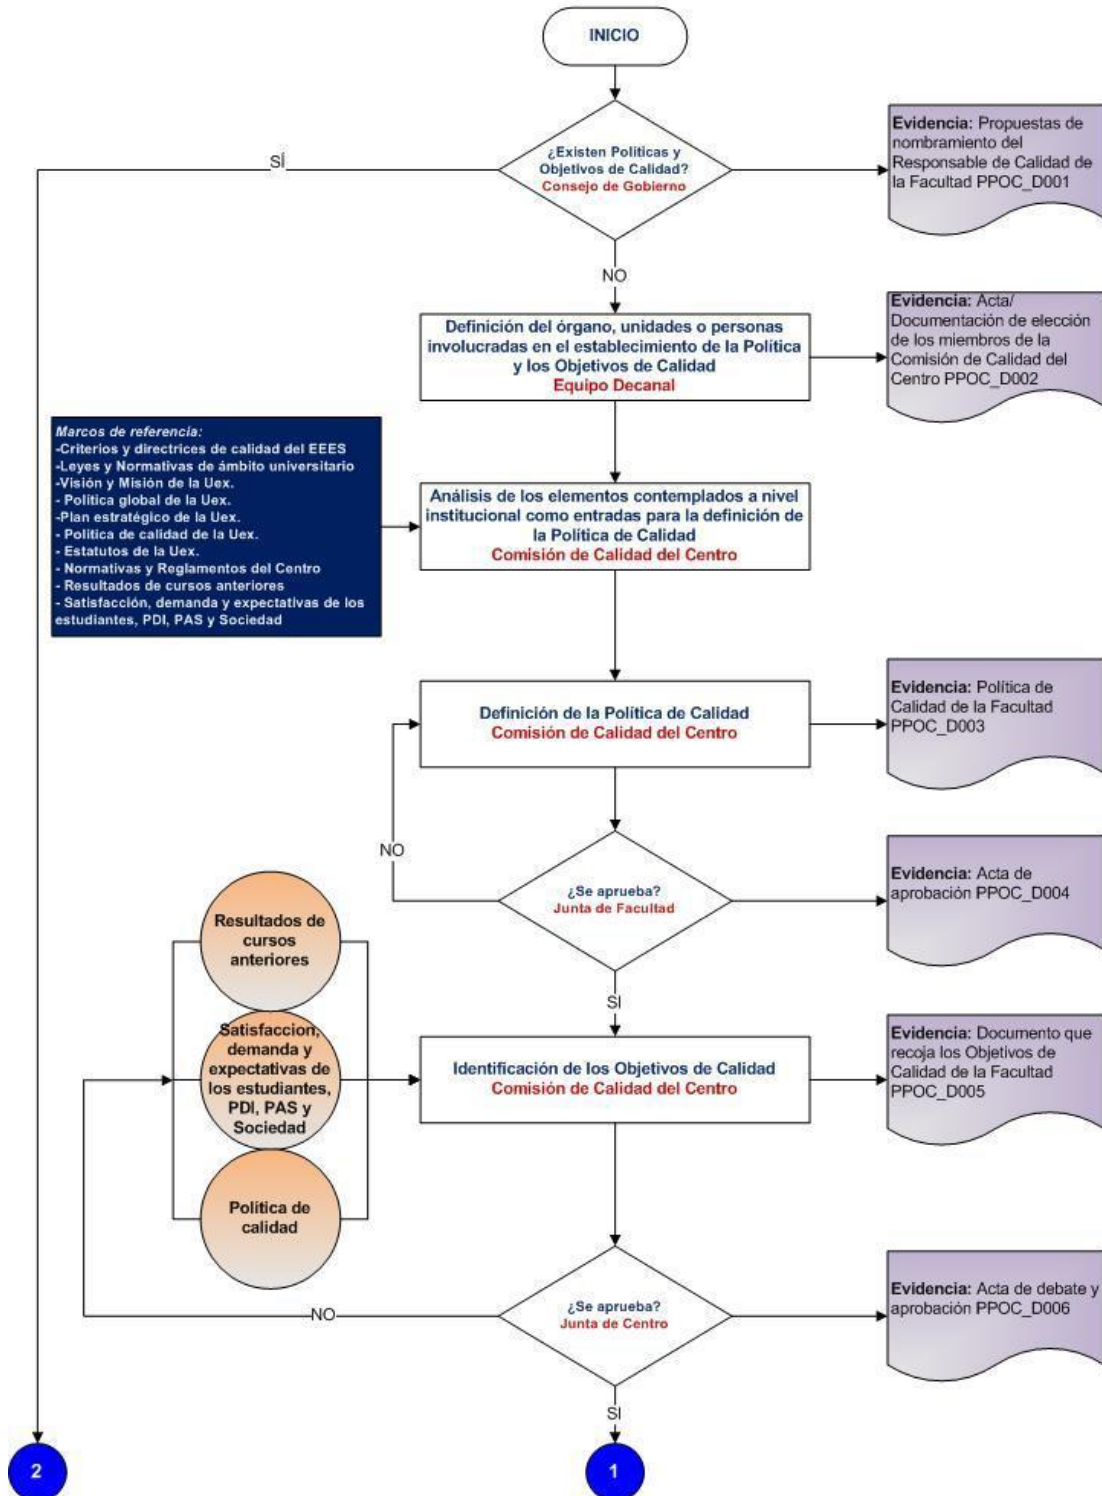 INICIO
¿Existen Políticas y
Objetivos de Calidad?
Consejo de Gobierno
SÍ
Evidencia: Propuestas de
nombramiento del
Responsable de Calidad de
la Facultad PPOC_D001
NO
Definición del órgano, unidades o personas
involucradas en el establecimiento de la Política
y los Objetivos de Calidad
Equipo Decanal
Evidencia: Acta/
Documentación de elección
de los miembros de la
Comisión de Calidad del
Centro PPOC_D002
Marcos de referencia:
-Criterios y directrices de calidad del EEES
-Leyes y Normativas de ámbito universitario
-Visión y Misión de la Uex.
- Política global de la Uex.
-Plan estratégico de la Uex.
- Política de calidad de la Uex.
- Estatutos de la Uex.
- Normativas y Reglamentos del Centro
- Resultados de cursos anteriores
- Satisfacción, demanda y expectativas de los
estudiantes, PDI, PAS y Sociedad
Análisis de los elementos contemplados a nivel
institucional como entradas para la definición de
la Política de Calidad
Comisión de Calidad del Centro
Definición de la Política de Calidad
Comisión de Calidad del Centro
Evidencia: Política de
Calidad de la Facultad
PPOC_D003
NO
¿Se aprueba?
Junta de Facultad
Evidencia: Acta de
aprobación PPOC_D004
SI
Resultados de
cursos
anteriores
Satisfaccion,
demanda y
expectativas de
los estudiantes,
PDI, PAS y
Sociedad
Política de
calidad
Identificación de los Objetivos de Calidad
Comisión de Calidad del Centro
Evidencia: Documento que
recoja los Objetivos de
Calidad de la Facultad
PPOC_D005
NO
¿Se aprueba?
Junta de Centro
Evidencia: Acta de debate y
aprobación PPOC_D006
SI
2
1